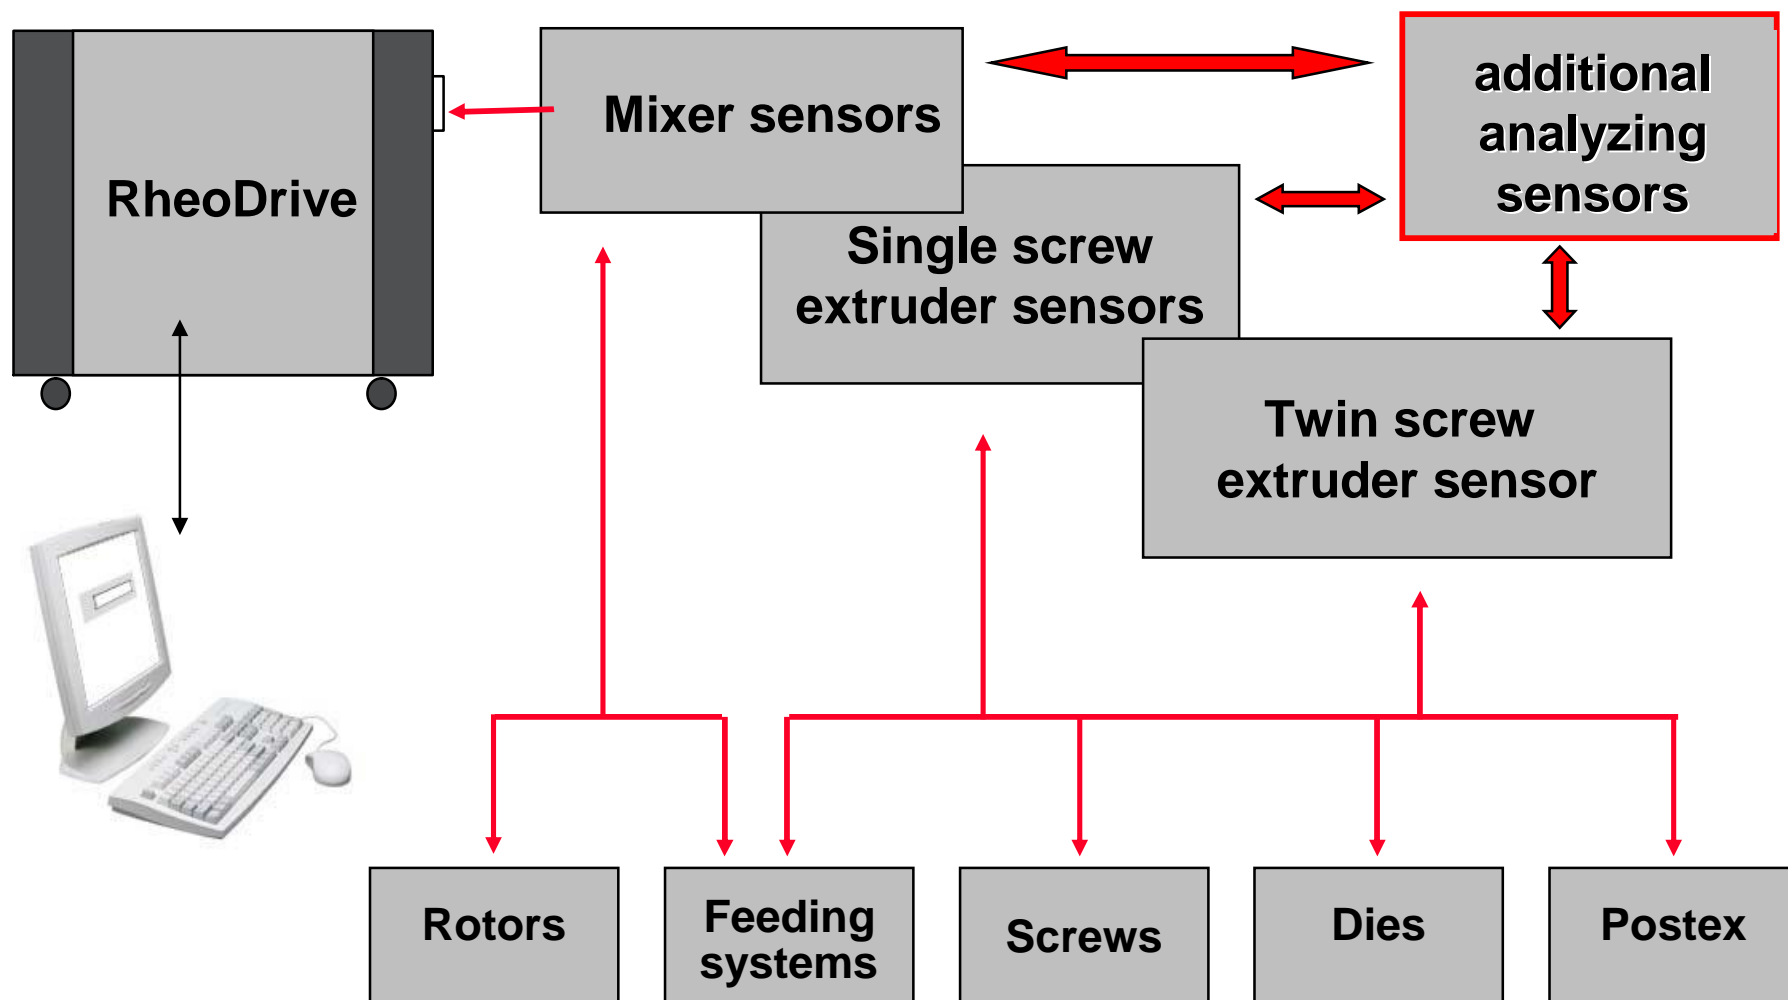 RheoDrive
Mixer sensors
additional
analyzing
sensors
Single screw
extruder sensors
Twin screw
extruder sensor
Rotors
Feeding
systems
Screws
Dies
Postex